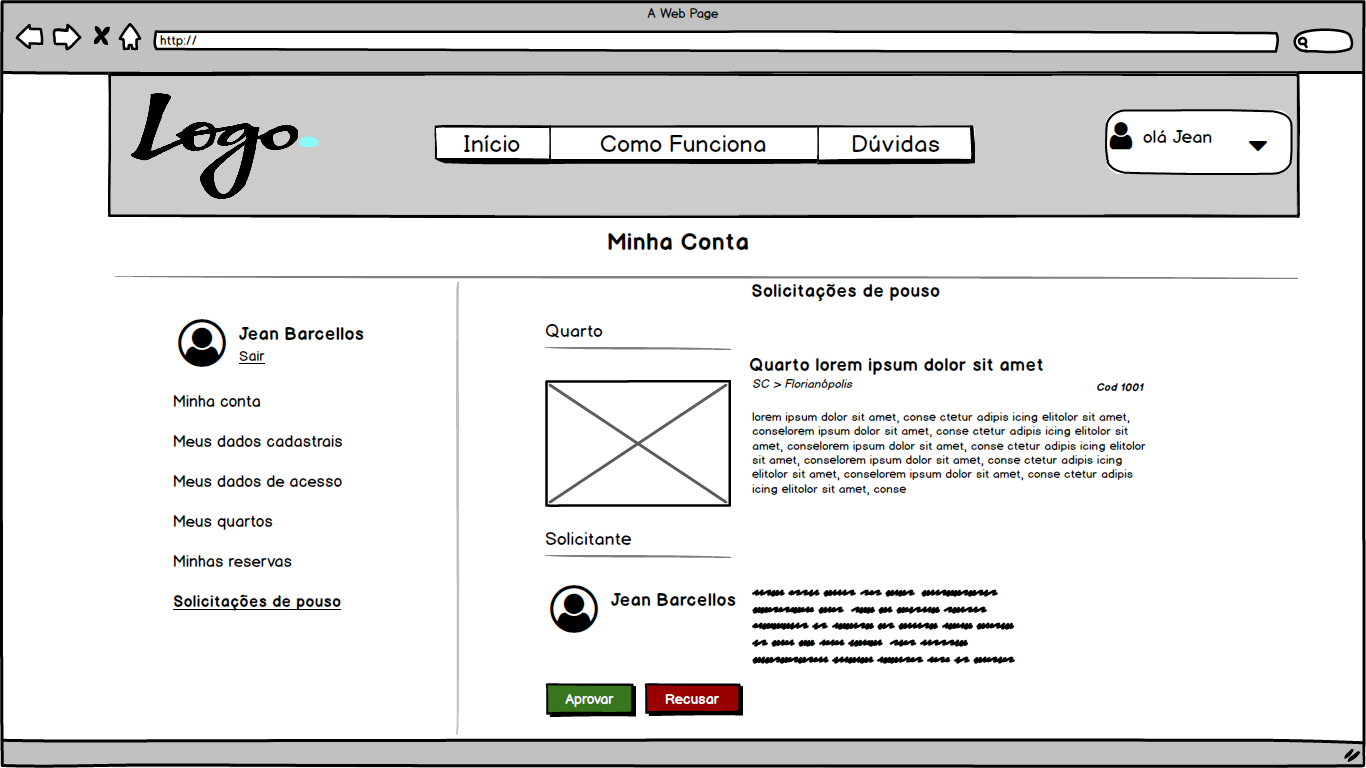 A Web Page
http://
Logo
Início
Como Funciona
Dúvidas
olá Jean
Minha Conta
Jean Barcellos
Sair
Minha conta
Meus dados cadastrais
Meus dados de acesso
Meus quartos
Minhas reservas
Solicitações de pouso
Solicitações de pouso
Quarto
Quarto lorem ipsum dolor sit amet
SC > Florianópolis
Cod 1001
lorem ipsum dolor sit amet, conse ctetur adipis icing elitolor sit amet,
conselorem ipsum dolor sit amet, conse ctetur adipis icing elitolor sit
amet, conselorem ipsum dolor sit amet, conse ctetur adipis icing elitolor
sit amet, conselorem ipsum dolor sit amet, conse ctetur adipis icing
elitolor sit amet, conselorem ipsum dolor sit amet, conse ctetur adipis
icing elitolor sit amet, conse
Solicitante
Jean Barcellos
Aprovar
Recusar